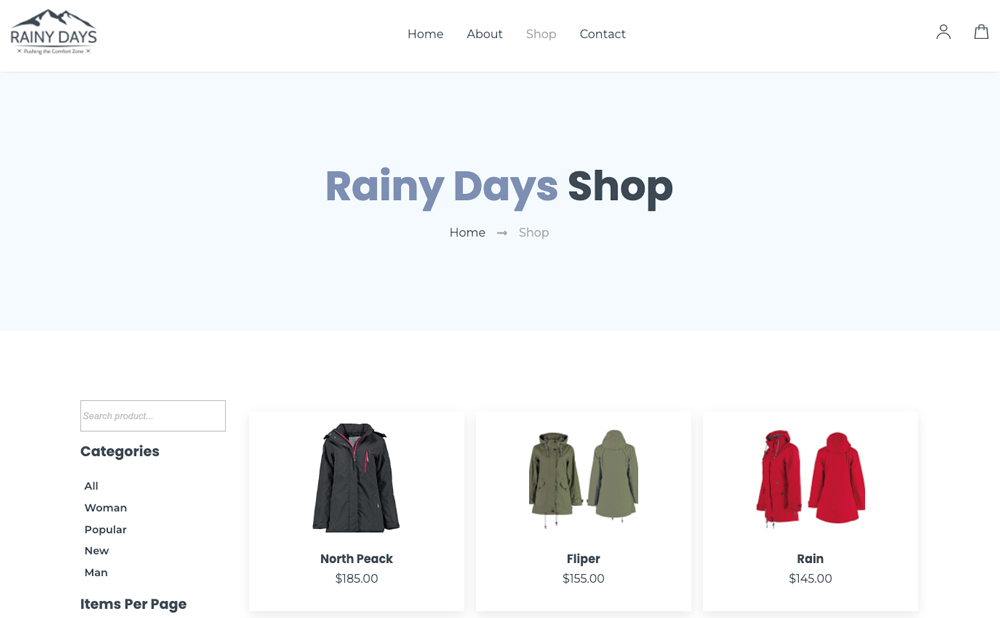 RAINY DAYS
× Pushing the Comfort Zone ×
Home About Shop Contact
Rainy Days Shop
Home → Shop
Search product...
Categories
All
Woman
Popular
New
Man
Items Per Page
North Peack
$185.00
Fliper
$155.00
Rain
$145.00